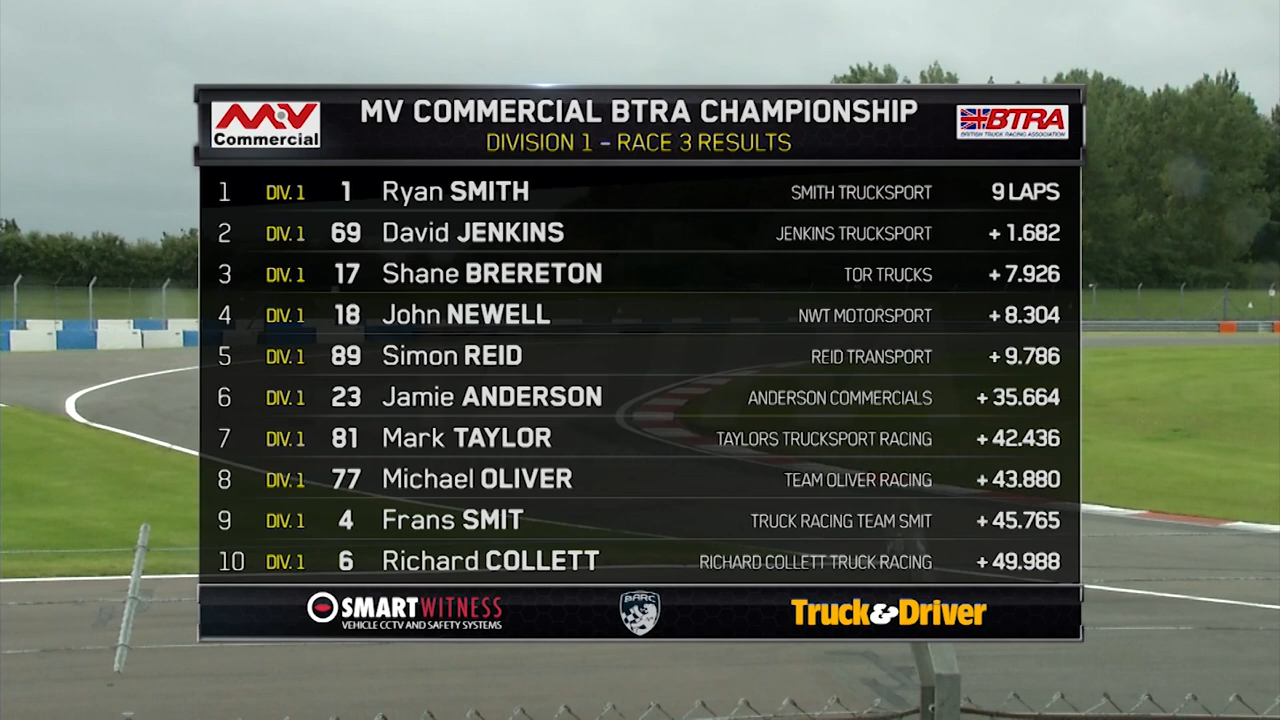 MV Commercial
MV COMMERCIAL BTRA CHAMPIONSHIP
DIVISION 1 - RACE 3 RESULTS
BTRA
BRITISH TRUCK RACING ASSOCIATION
1 DIV. 1 1 Ryan SMITH SMITH TRUCKSPORT 9 LAPS
2 DIV. 1 69 David JENKINS JENKINS TRUCKSPORT + 1.682
3 DIV. 1 17 Shane BRERETON TOR TRUCKS + 7.926
4 DIV. 1 18 John NEWELL NWT MOTORSPORT + 8.304
5 DIV. 1 89 Simon REID REID TRANSPORT + 9.786
6 DIV. 1 23 Jamie ANDERSON ANDERSON COMMERCIALS + 35.664
7 DIV. 1 81 Mark TAYLOR TAYLORS TRUCKSPORT RACING + 42.436
8 DIV. 1 77 Michael OLIVER TEAM OLIVER RACING + 43.880
9 DIV. 1 4 Frans SMIT TRUCK RACING TEAM SMIT + 45.765
10 DIV. 1 6 Richard COLLETT RICHARD COLLETT TRUCK RACING + 49.988
SMARTWITNESS
VEHICLE CCTV AND SAFETY SYSTEMS
BARC
Truck&Driver